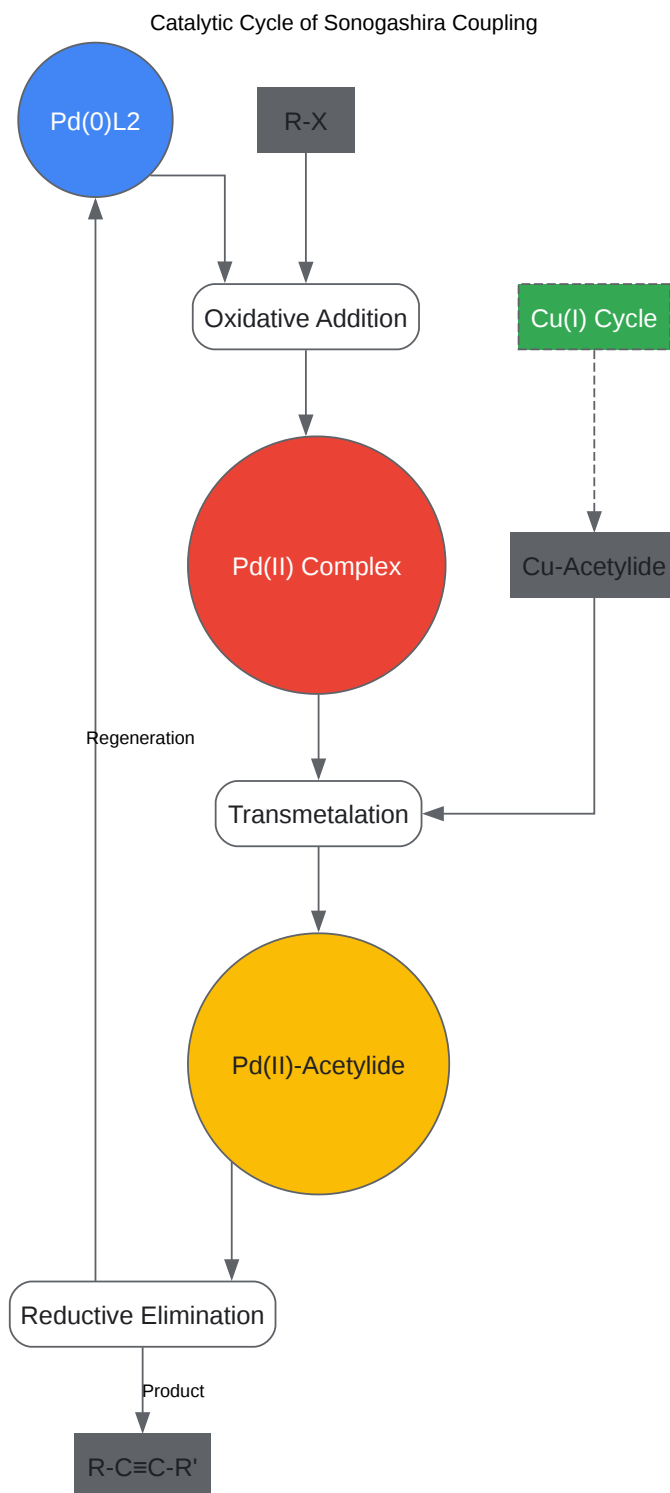 Catalytic Cycle of Sonogashira Coupling
Pd(0)L2
R-X
Oxidative Addition
Cu(I) Cycle
Pd(II) Complex
Cu-Acetylide
Regeneration
Transmetalation
Pd(II)-Acetylide
Reductive Elimination
Product
R-C≡C-R'